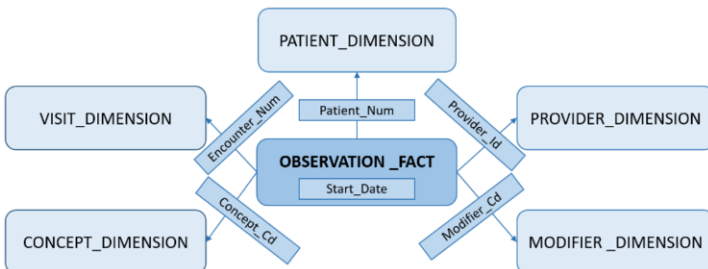 PATIENT_DIMENSION
VISIT_DIMENSION
Encounter_Num
Patient_Num
Provider_Id
PROVIDER_DIMENSION
OBSERVATION _FACT
Start_Date
Concept_Cd
Modifier_Cd
CONCEPT_DIMENSION
MODIFIER _DIMENSION